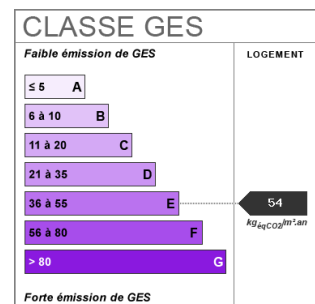 CLASSE GES
Faible émission de GES
LOGEMENT
≤ 5 A
6 à 10 B
11 à 20 C
21 à 35 D
36 à 55 E
54
kgéqCO2/m².an
56 à 80 F
> 80 G
Forte émission de GES